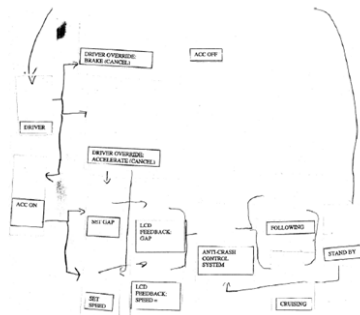 DRIVER OVERRIDE:
BRAKE (CANCEL)
ACC OFF
DRIVER
DRIVER OVERRIDE:
ACCELERATE (CANCEL)
ACC ON
GAP
LCD
FEEDBACK:
GAP
FOLLOWING
ANTI-CRASH
CONTROL
SYSTEM
STAND BY
SET
SPEED
LCD
FEEDBACK:
SPEED =
CRUISING